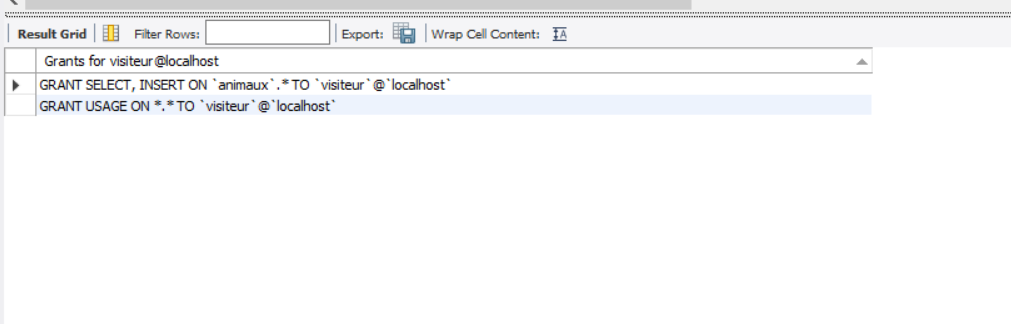 Result Grid Filter Rows: Export: Wrap Cell Content: IA
Grants for visiteur@localhost
GRANT SELECT, INSERT ON `animaux`.* TO `visiteur`@`localhost`
GRANT USAGE ON *.* TO `visiteur`@`localhost`